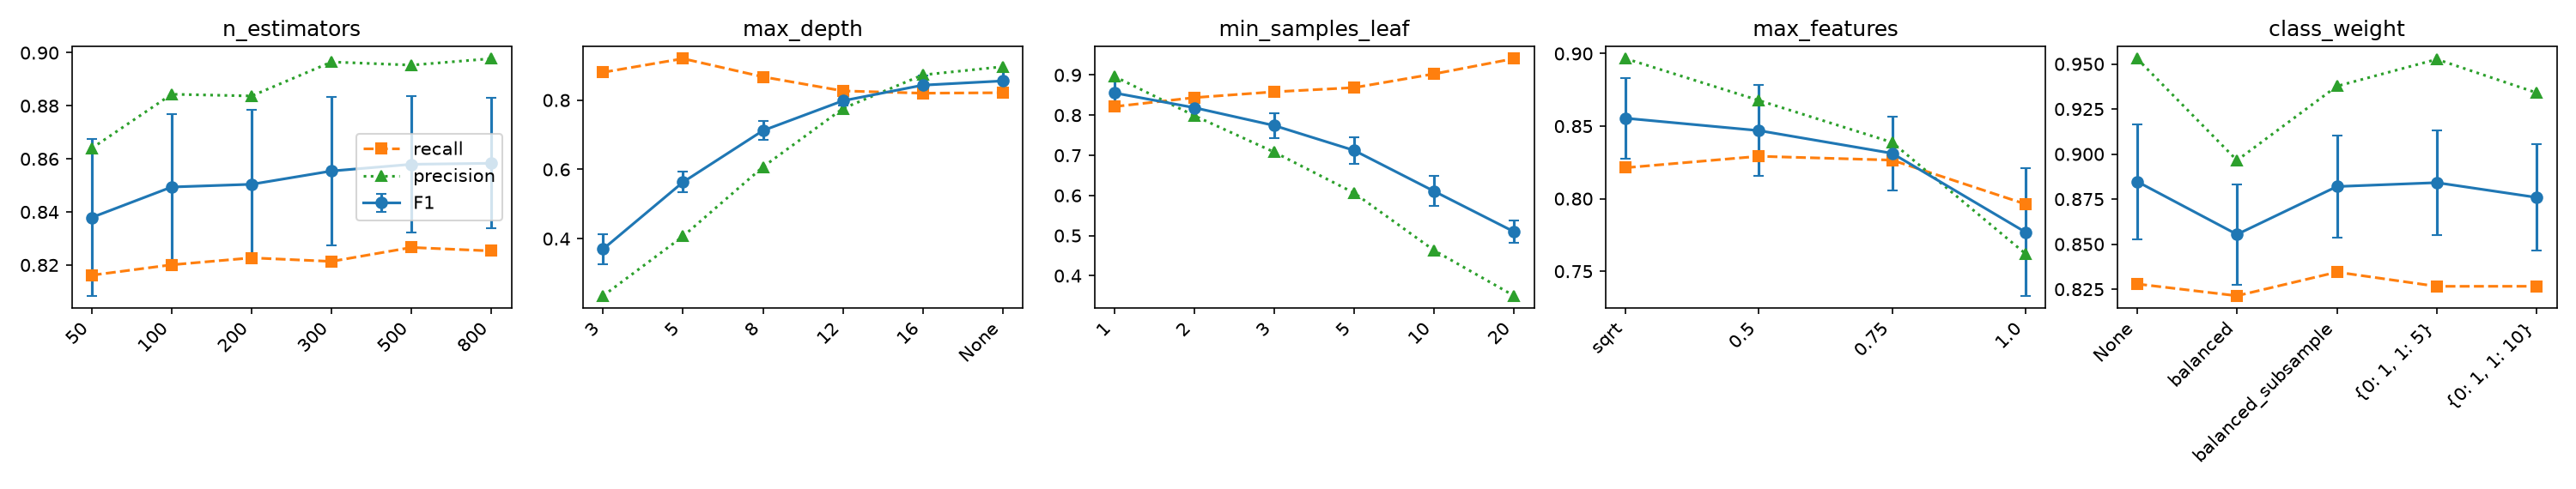 n_estimators
0.90
0.88
0.86
0.84
0.82
recall
precision
F1
50
100
200
300
500
800
max_depth
0.8
0.6
0.4
3
5
8
12
16
None
min_samples_leaf
0.9
0.8
0.7
0.6
0.5
0.4
1
2
3
5
10
20
max_features
0.90
0.85
0.80
0.75
sqrt
0.5
0.75
1.0
class_weight
0.950
0.925
0.900
0.875
0.850
0.825
None
balanced
balanced_subsample
{0: 1, 1: 5}
{0: 1, 1: 10}